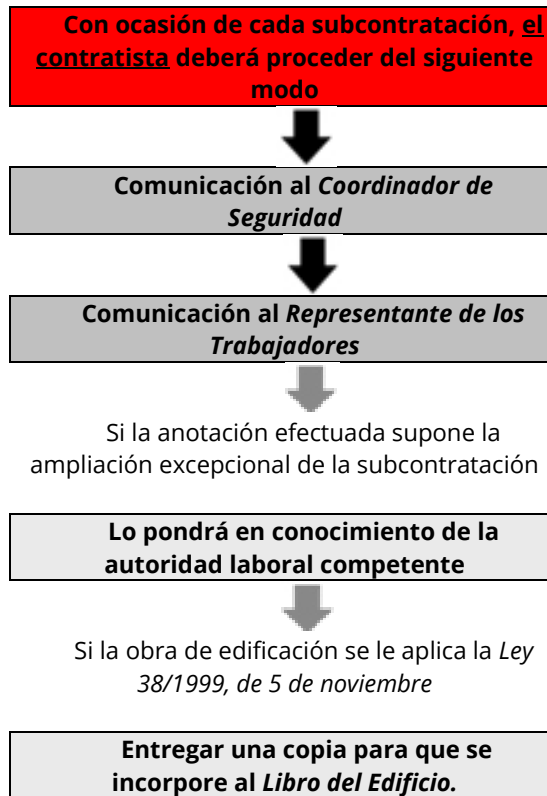 Con ocasión de cada subcontratación, el
contratista deberá proceder del siguiente
modo
Comunicación al Coordinador de
Seguridad
Comunicación al Representante de los
Trabajadores
Si la anotación efectuada supone la
ampliación excepcional de la subcontratación
Lo pondrá en conocimiento de la
autoridad laboral competente
Si la obra de edificación se le aplica la Ley
38/1999, de 5 de noviembre
Entregar una copia para que se
incorpore al Libro del Edificio.